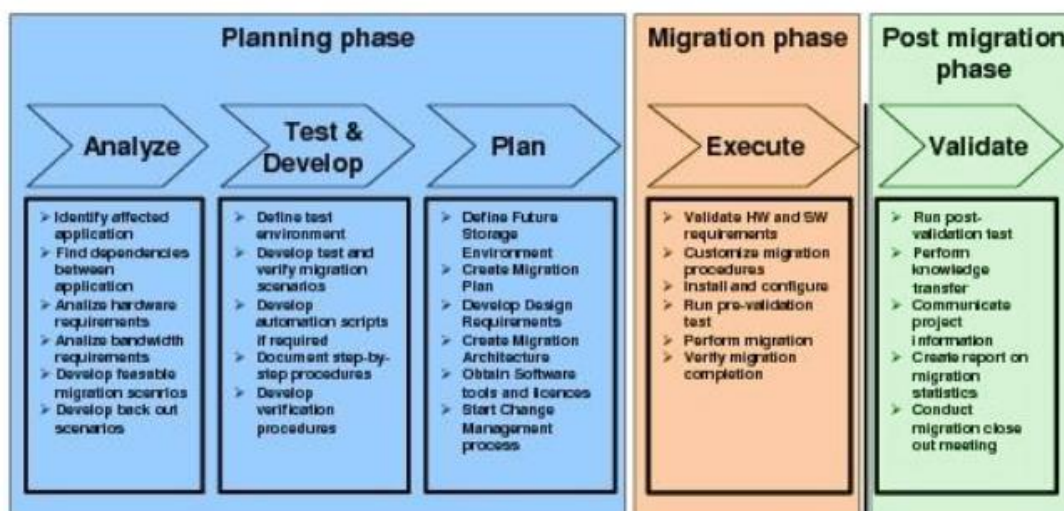 Planning phase
Analyze
➢ Identify affected
application
➢ Find dependencies
between
application
➢ Analize hardware
requirements
➢ Analize bandwidth
requirements
➢ Develop feasable
migration scenrios
➢ Develop back out
scenarios
Test &
Develop
➢ Define test
environment
➢ Develop test and
verify migration
scenarios
➢ Develop
automation scripts
if required
➢ Document step-by-
step procedures
➢ Develop
verification
procedures
Plan
➢ Define Future
Storage
Environment
➢ Create Migration
Plan
➢ Develop Design
Requirements
➢ Create Migration
Architecture
➢ Obtain Software
tools and licences
➢ Start Change
Management
process
Migration phase
Execute
➢ Validate HW and SW
requirements
➢ Customize migration
procedures
➢ Install and configure
➢ Run pre-validation
test
➢ Perform migration
➢ Verify migration
completion
Post migration
phase
Validate
➢ Run post-
validation test
➢ Perform
knowledge
transfer
➢ Communicate
project
information
➢ Create report on
migration
statistics
➢ Conduct
migration close
out meeting